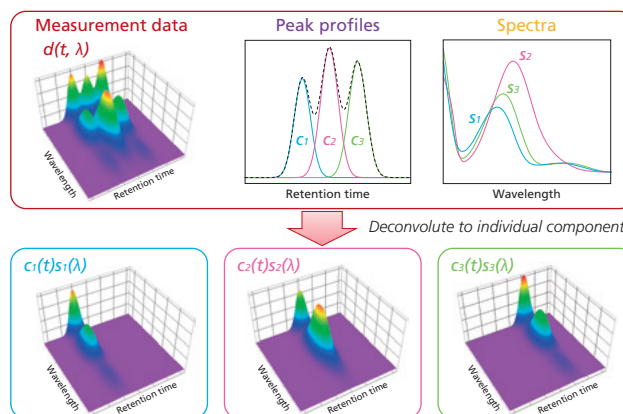 Measurement data
d(t, λ)
Wavelength
Retention time
Peak profiles
C1
C2
C3
Retention time
Spectra
S1
S2
S3
Wavelength
Deconvolute to individual component
c1(t)s1(λ)
Wavelength
Retention time
c2(t)s2(λ)
Wavelength
Retention time
c3(t)s3(λ)
Wavelength
Retention time